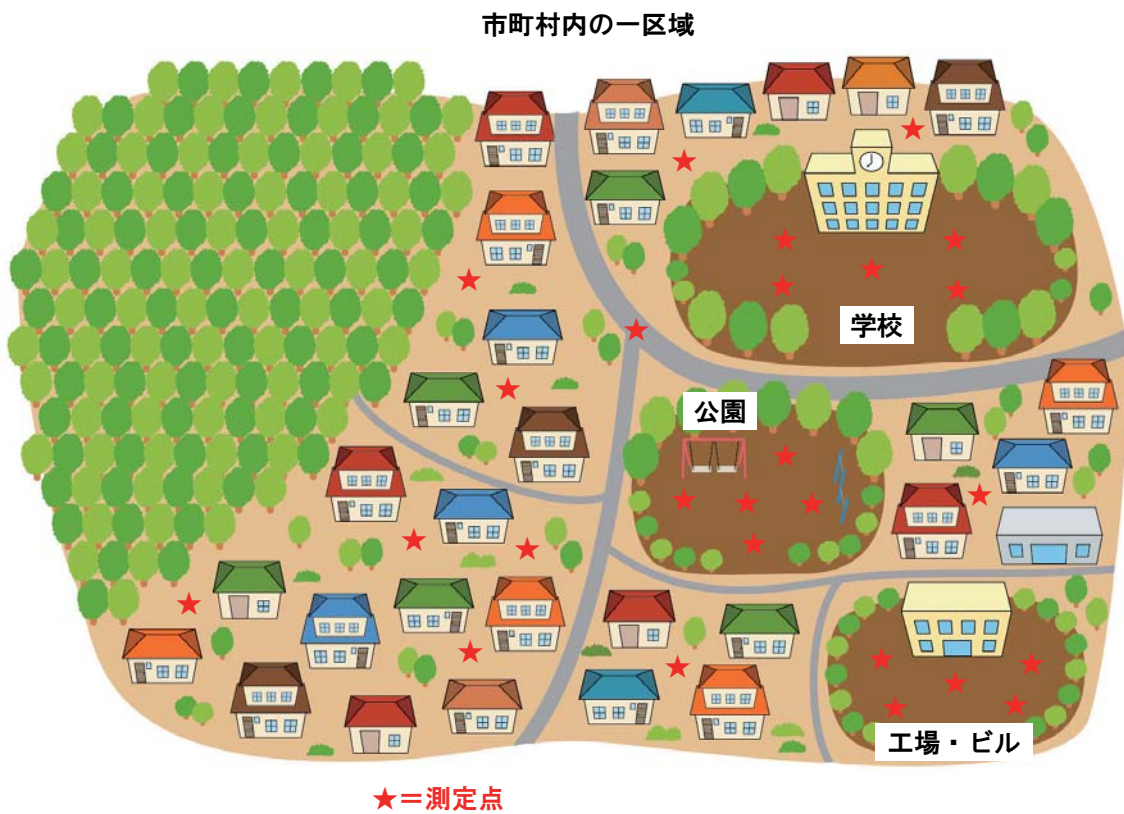 市町村内の一区域
学校
公園
工場・ビル
★＝測定点